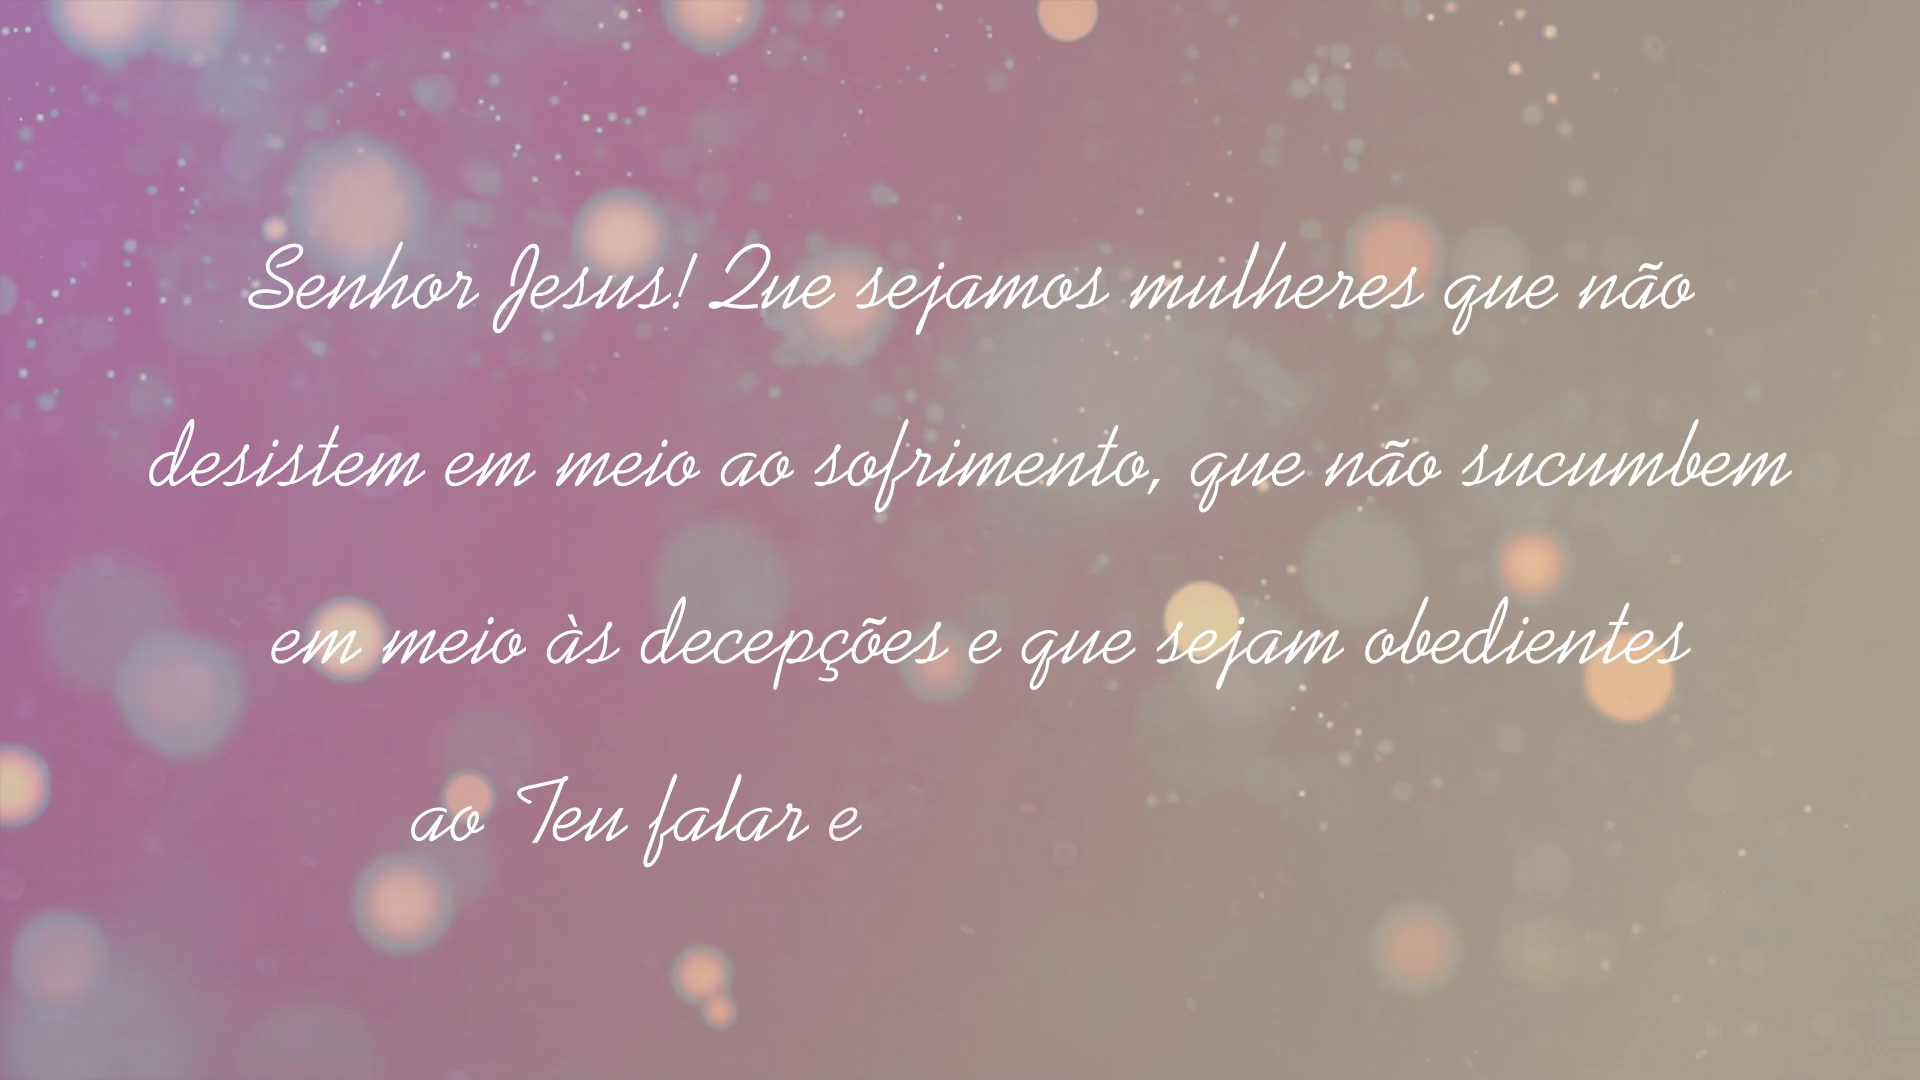 Senhor Jesus! Que sejamos mulheres que não
desistem em meio ao sofrimento, que não sucumbem
em meio às decepções e que sejam obedientes
ao Teu falar e